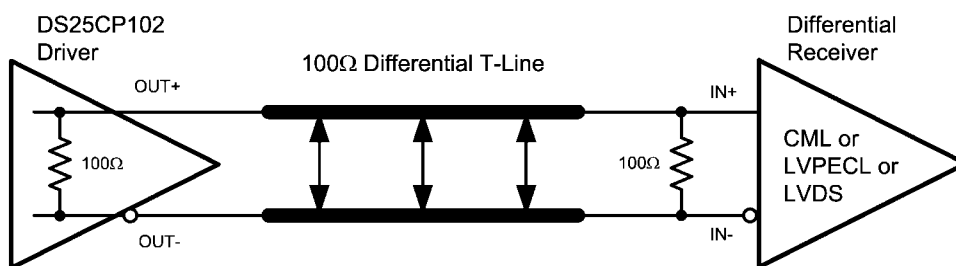 DS25CP102
Driver
Differential
Receiver
100Ω Differential T-Line
OUT+
IN+
100Ω
100Ω
CML or
LVPECL or
LVDS
OUT-
IN-